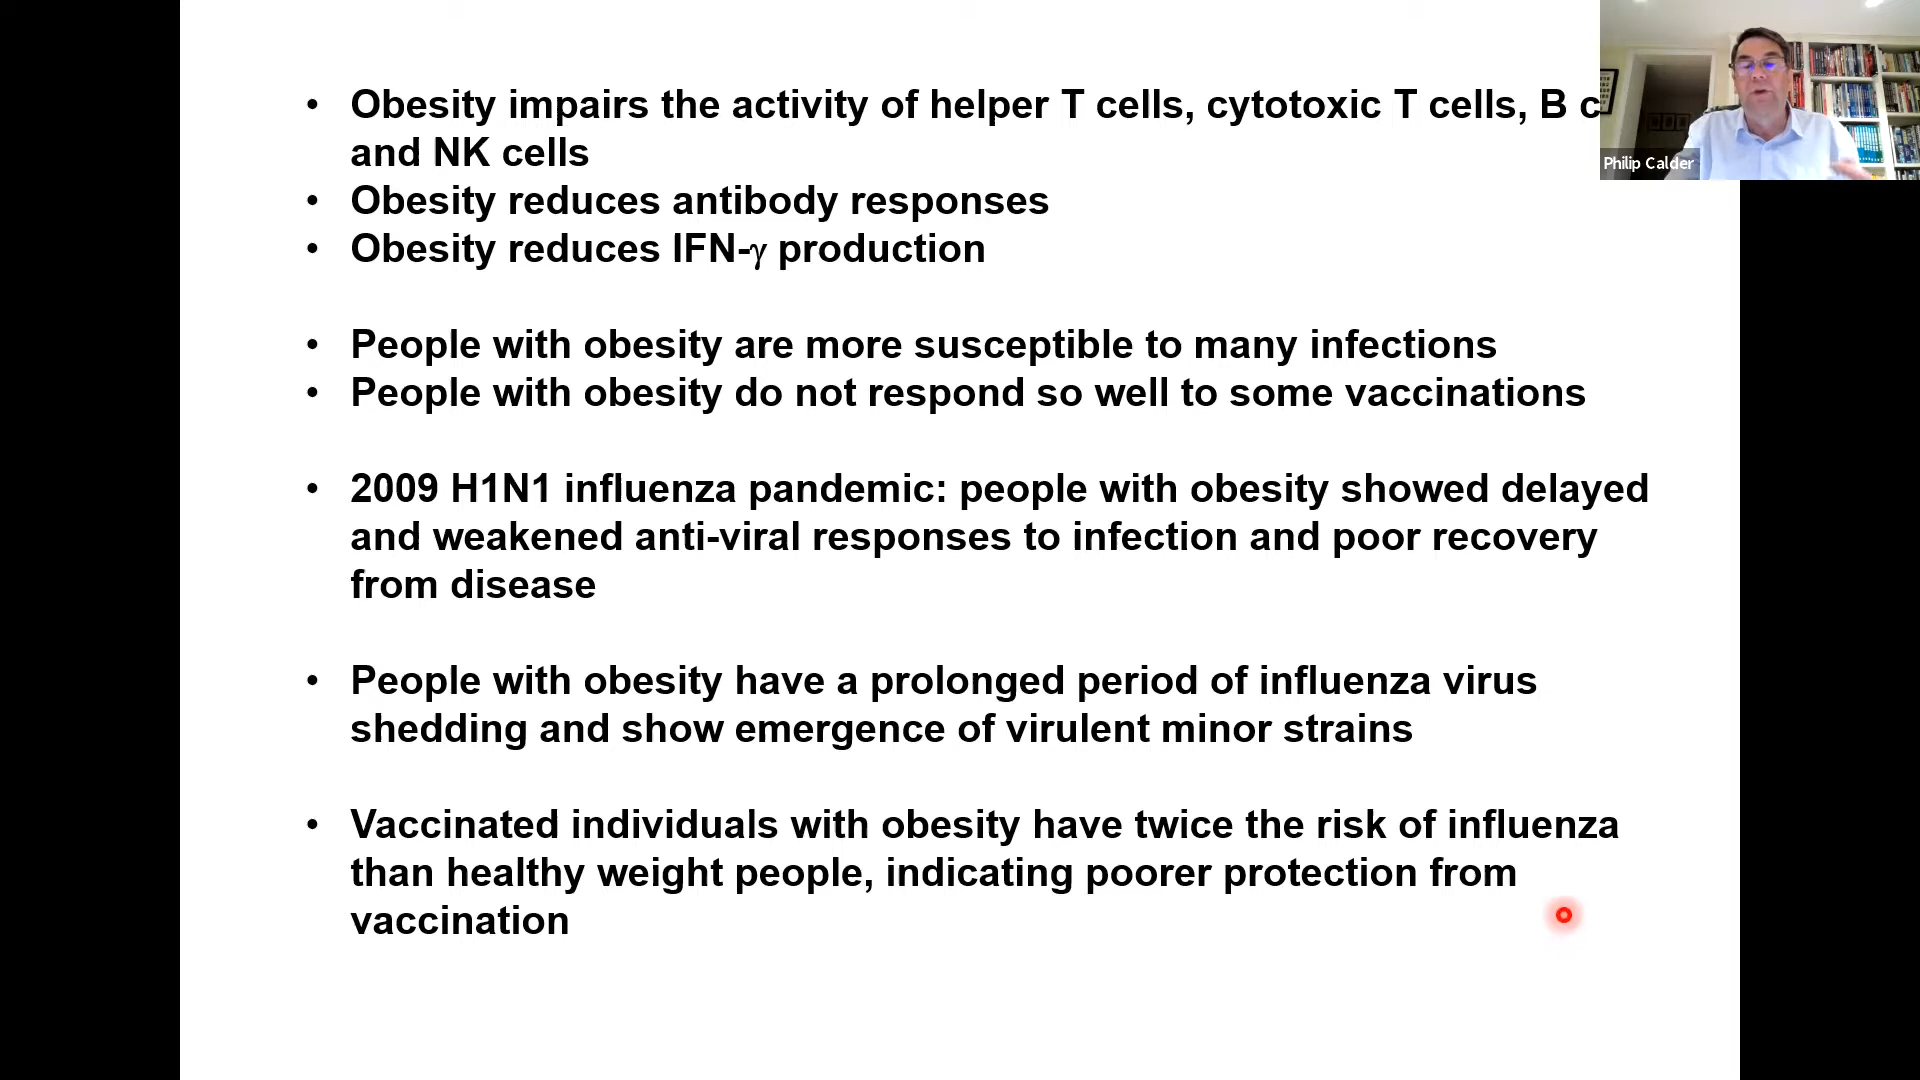 • Obesity impairs the activity of helper T cells, cytotoxic T cells, B c
and NK cells
• Obesity reduces antibody responses
• Obesity reduces IFN-γ production
• People with obesity are more susceptible to many infections
• People with obesity do not respond so well to some vaccinations
• 2009 H1N1 influenza pandemic: people with obesity showed delayed
and weakened anti-viral responses to infection and poor recovery
from disease
• People with obesity have a prolonged period of influenza virus
shedding and show emergence of virulent minor strains
• Vaccinated individuals with obesity have twice the risk of influenza
than healthy weight people, indicating poorer protection from
vaccination
Philip Calder